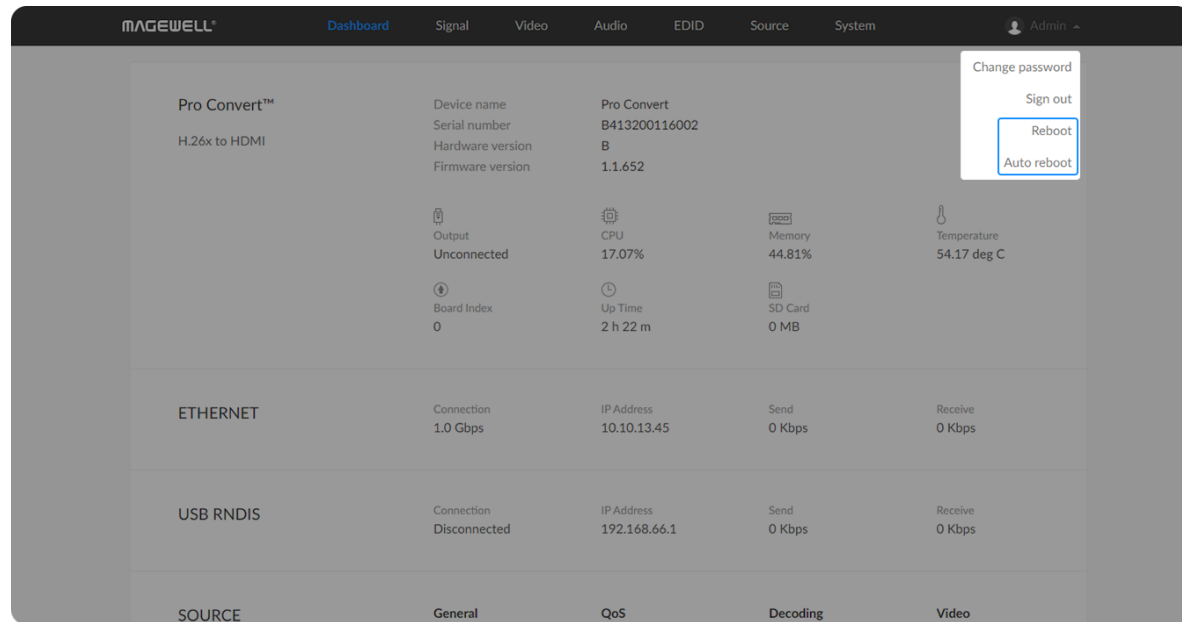 MAGEWELL® Dashboard Signal Video Audio EDID Source System Admin
Change password
Sign out
Reboot
Auto reboot
Pro Convert™
H.26x to HDMI
Device name Pro Convert
Serial number B413200116002
Hardware version B
Firmware version 1.1.652
Output CPU Memory Temperature
Unconnected 17.07% 44.81% 54.17 deg C
Board Index Up Time SD Card
0 2 h 22 m 0 MB
ETHERNET
Connection IP Address Send Receive
1.0 Gbps 10.10.13.45 0 Kbps 0 Kbps
USB RNDIS
Connection IP Address Send Receive
Disconnected 192.168.66.1 0 Kbps 0 Kbps
SOURCE General QoS Decoding Video